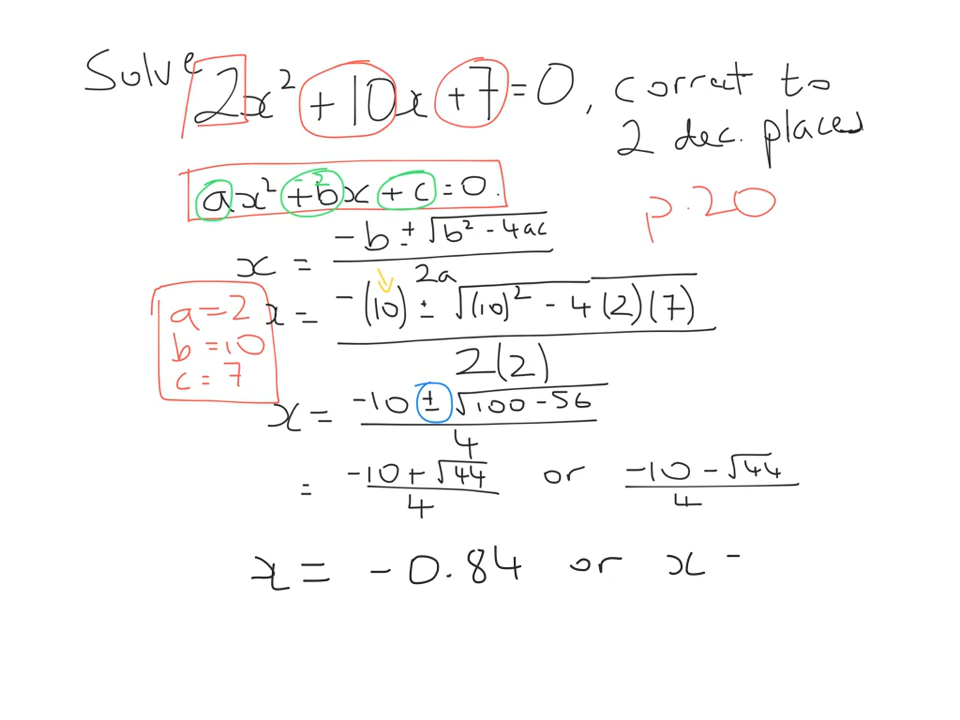 Solve 2x² + 10x + 7 = 0, correct to
2 dec. places
ax² + bx + c = 0.
p.20
x = (-b ± √(b² - 4ac)) / 2a
a = 2
b = 10
c = 7
x = (-(10) ± √((10)² - 4(2)(7))) / 2(2)
x = (-10 ± √(100 - 56)) / 4
= (-10 + √44) / 4 or (-10 - √44) / 4
x = -0.84 or x -